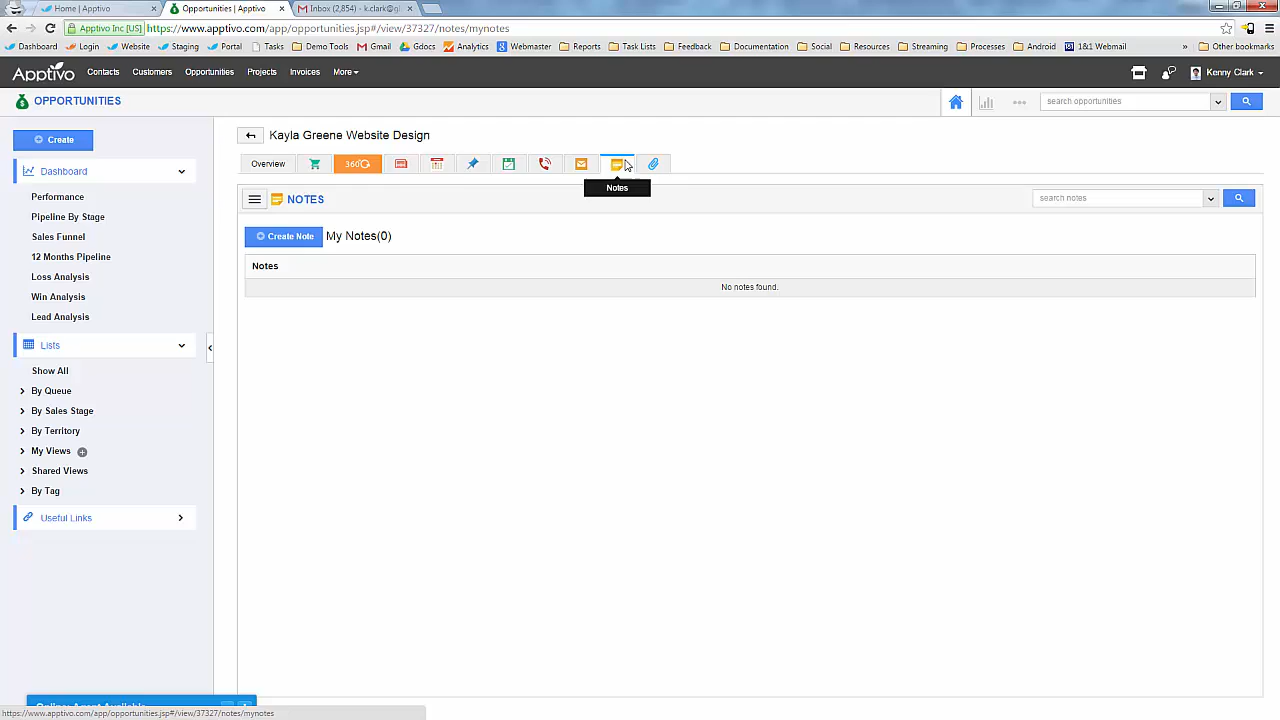 Home | Apptivo
Opportunities | Apptivo
Inbox (2,854) - k.clark@gl
Apptivo Inc [US] https://www.apptivo.com/app/opportunities.jsp#/view/37327/notes/mynotes
Dashboard Login Website Staging Portal Tasks Demo Tools Gmail Gdocs Analytics Webmaster Reports Task Lists Feedback Documentation Social Resources Streaming Processes Android 1&1 Webmail » Other bookmarks
Apptivo Contacts Customers Opportunities Projects Invoices More Kenny Clark
OPPORTUNITIES
search opportunities
Create
Kayla Greene Website Design
Overview 360
Notes
Dashboard
Performance
Pipeline By Stage
Sales Funnel
12 Months Pipeline
Loss Analysis
Win Analysis
Lead Analysis
Lists
Show All
By Queue
By Sales Stage
By Territory
My Views
Shared Views
By Tag
Useful Links
NOTES
search notes
Create Note My Notes(0)
Notes
No notes found.
Online: Agent Available
https://www.apptivo.com/app/opportunities.jsp#/view/37327/notes/mynotes